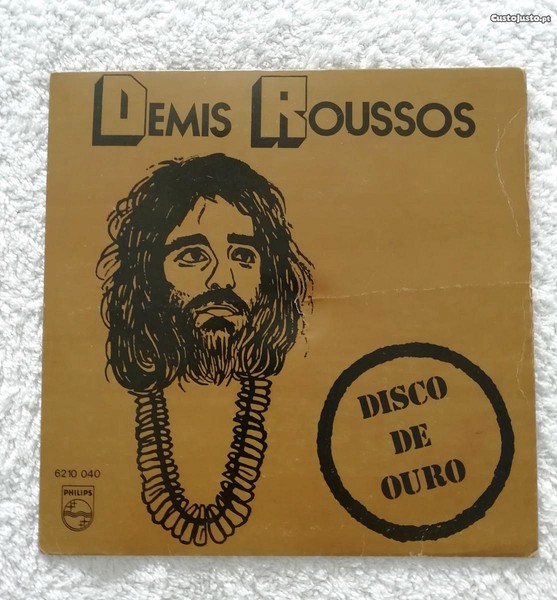 CustoJusto.pt
DEMIS ROUSSOS
DISCO
DE
OURO
6210 040
PHILIPS